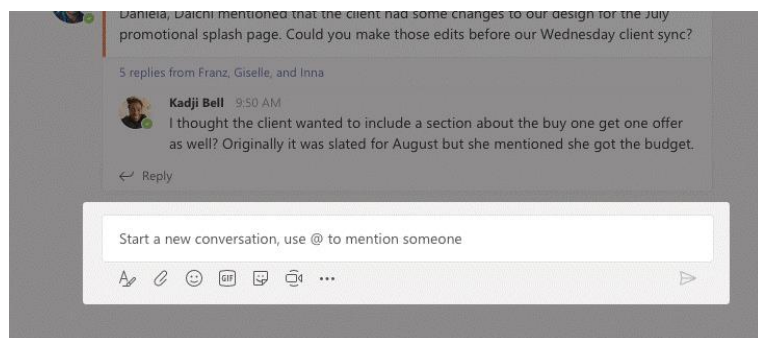 Daniela, Daichi mentioned that the client had some changes to our design for the July
promotional splash page. Could you make those edits before our Wednesday client sync?
5 replies from Franz, Giselle, and Inna
Kadji Bell 9:50 AM
I thought the client wanted to include a section about the buy one get one offer
as well? Originally it was slated for August but she mentioned she got the budget.
Reply
Start a new conversation, use @ to mention someone
GIF